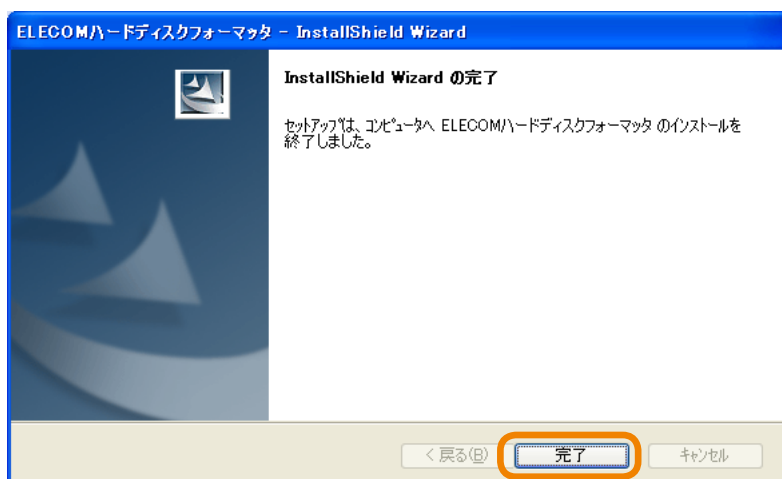 ELECOMハードディスクフォーマッタ - InstallShield Wizard
InstallShield Wizard の完了
ｾｯﾄｱｯﾌﾟは、ｺﾝﾋﾟｭｰﾀへ ELECOMハードディスクフォーマッタ のインストールを
終了しました。
< 戻る(B)
完了
ｷｬﾝｾﾙ